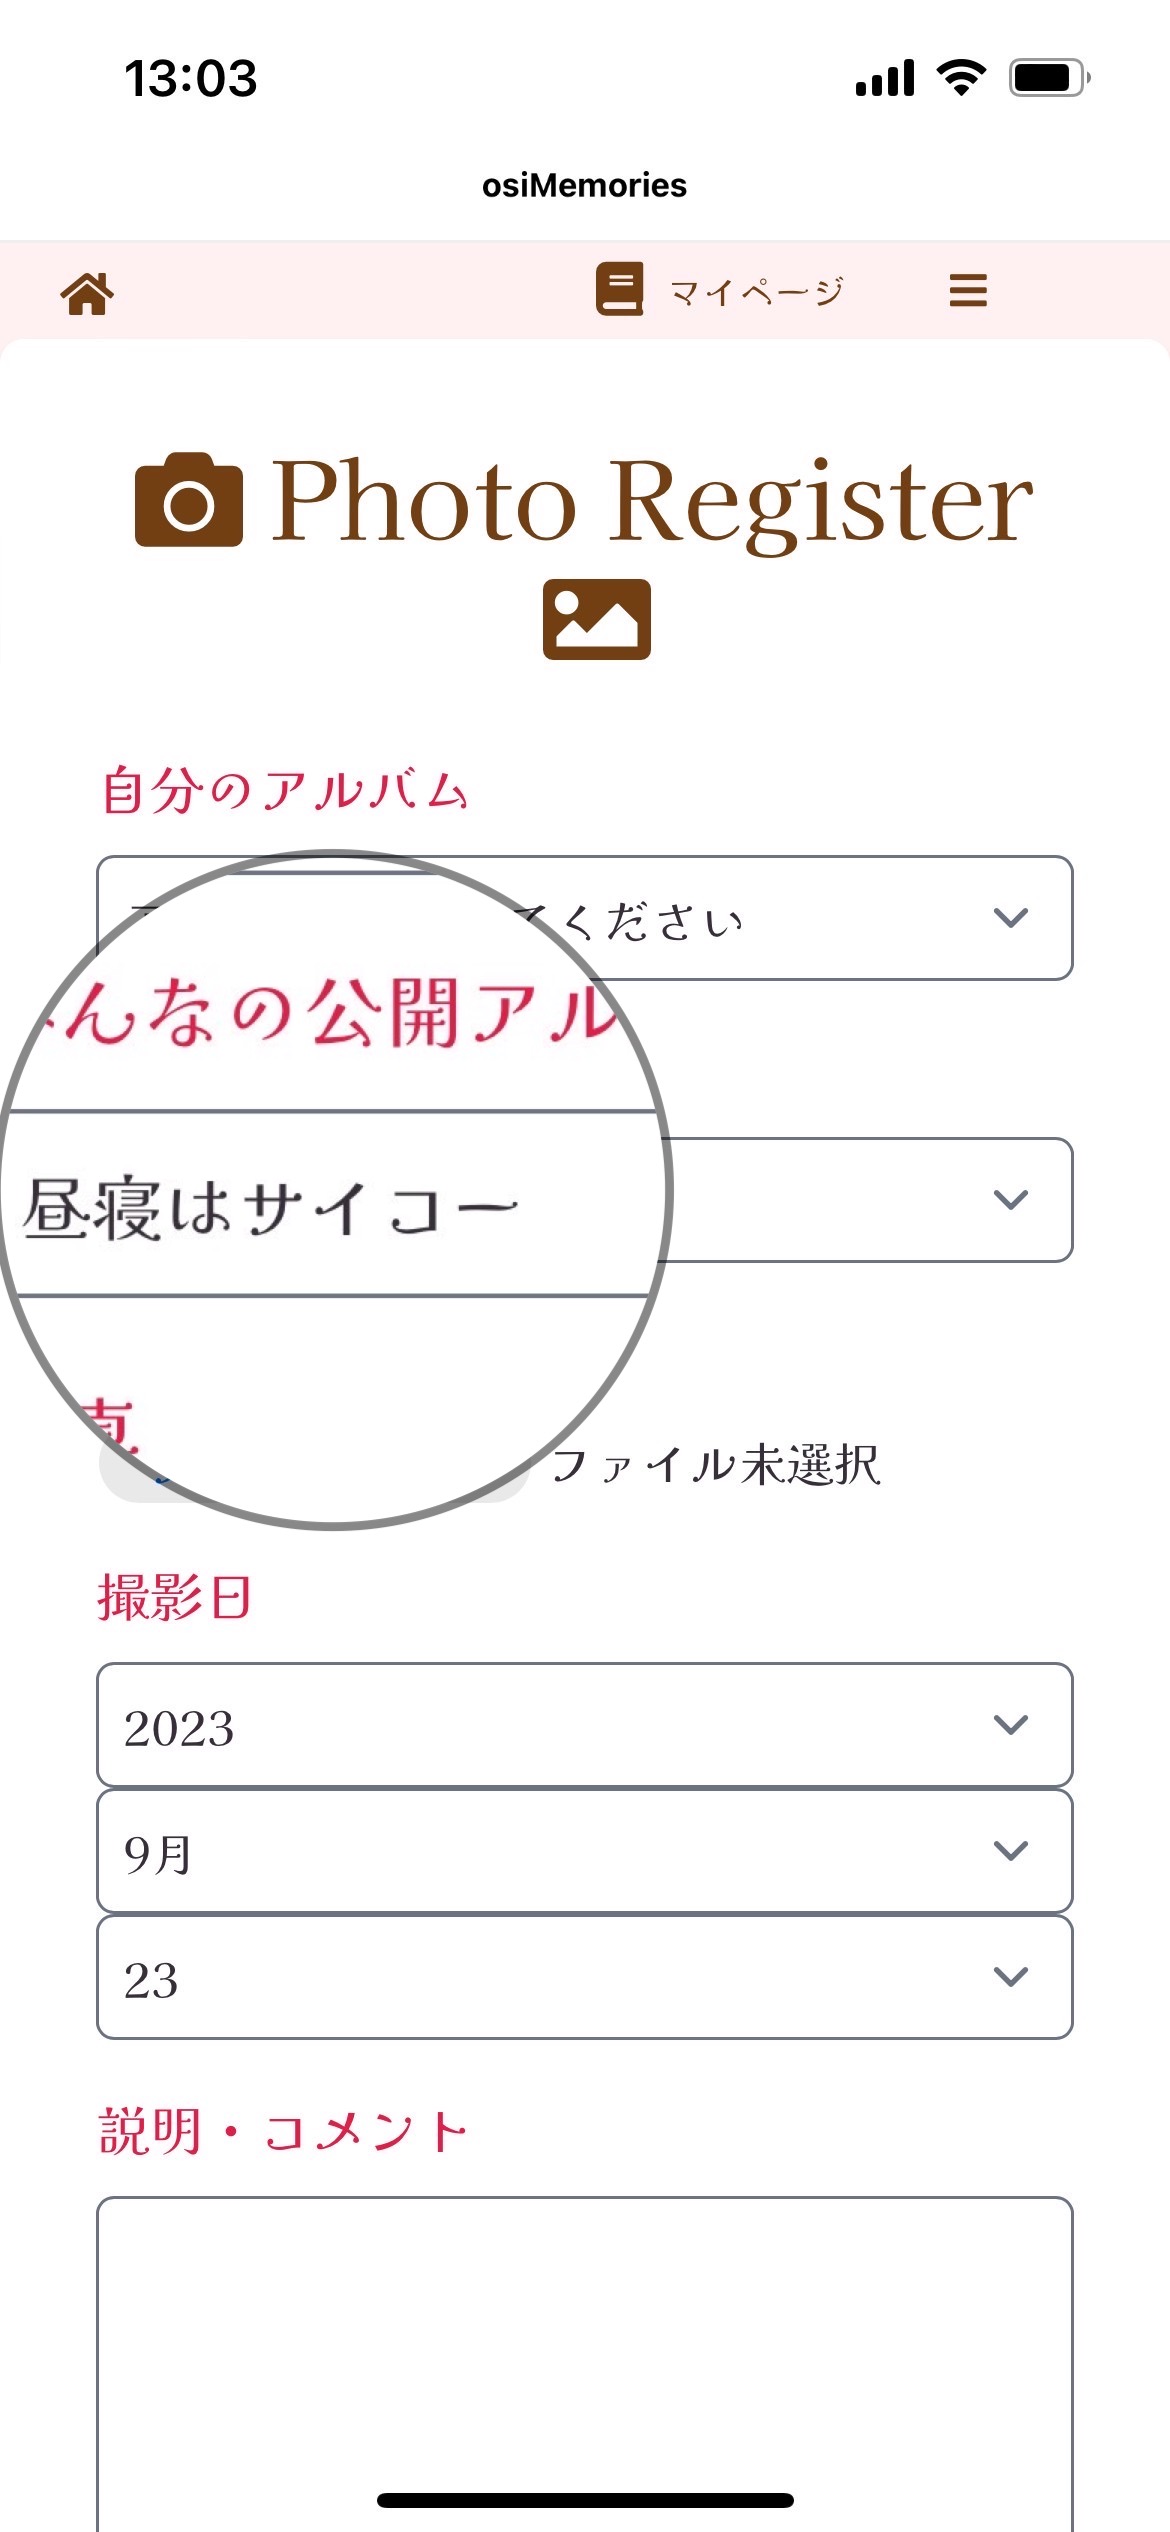 13:03
osiMemories
マイページ
Photo Register
自分のアルバム
てください
んなの公開アル
昼寝はサイコー
真
ファイル未選択
撮影日
2023
9月
23
説明・コメント